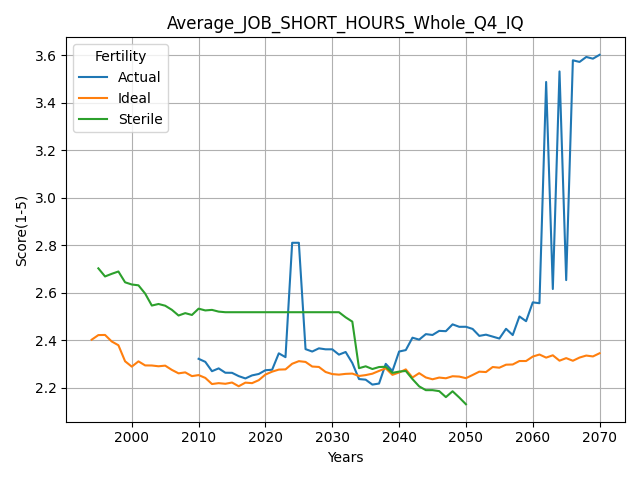 Average_JOB_SHORT_HOURS_Whole_Q4_IQ
Fertility
Actual
Ideal
Sterile
Score(1-5)
3.6
3.4
3.2
3.0
2.8
2.6
2.4
2.2
2000 2010 2020 2030 2040 2050 2060 2070
Years